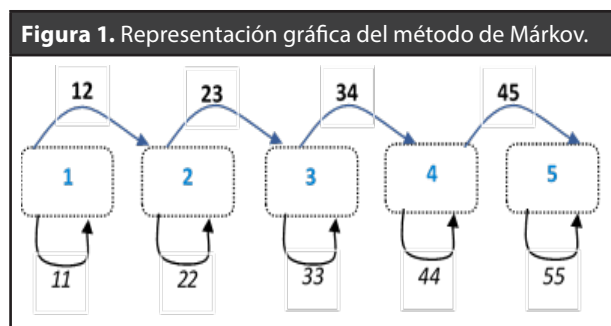 Figura 1. Representación gráfica del método de Márkov.
12 23 34 45
1 2 3 4 5
11 22 33 44 55